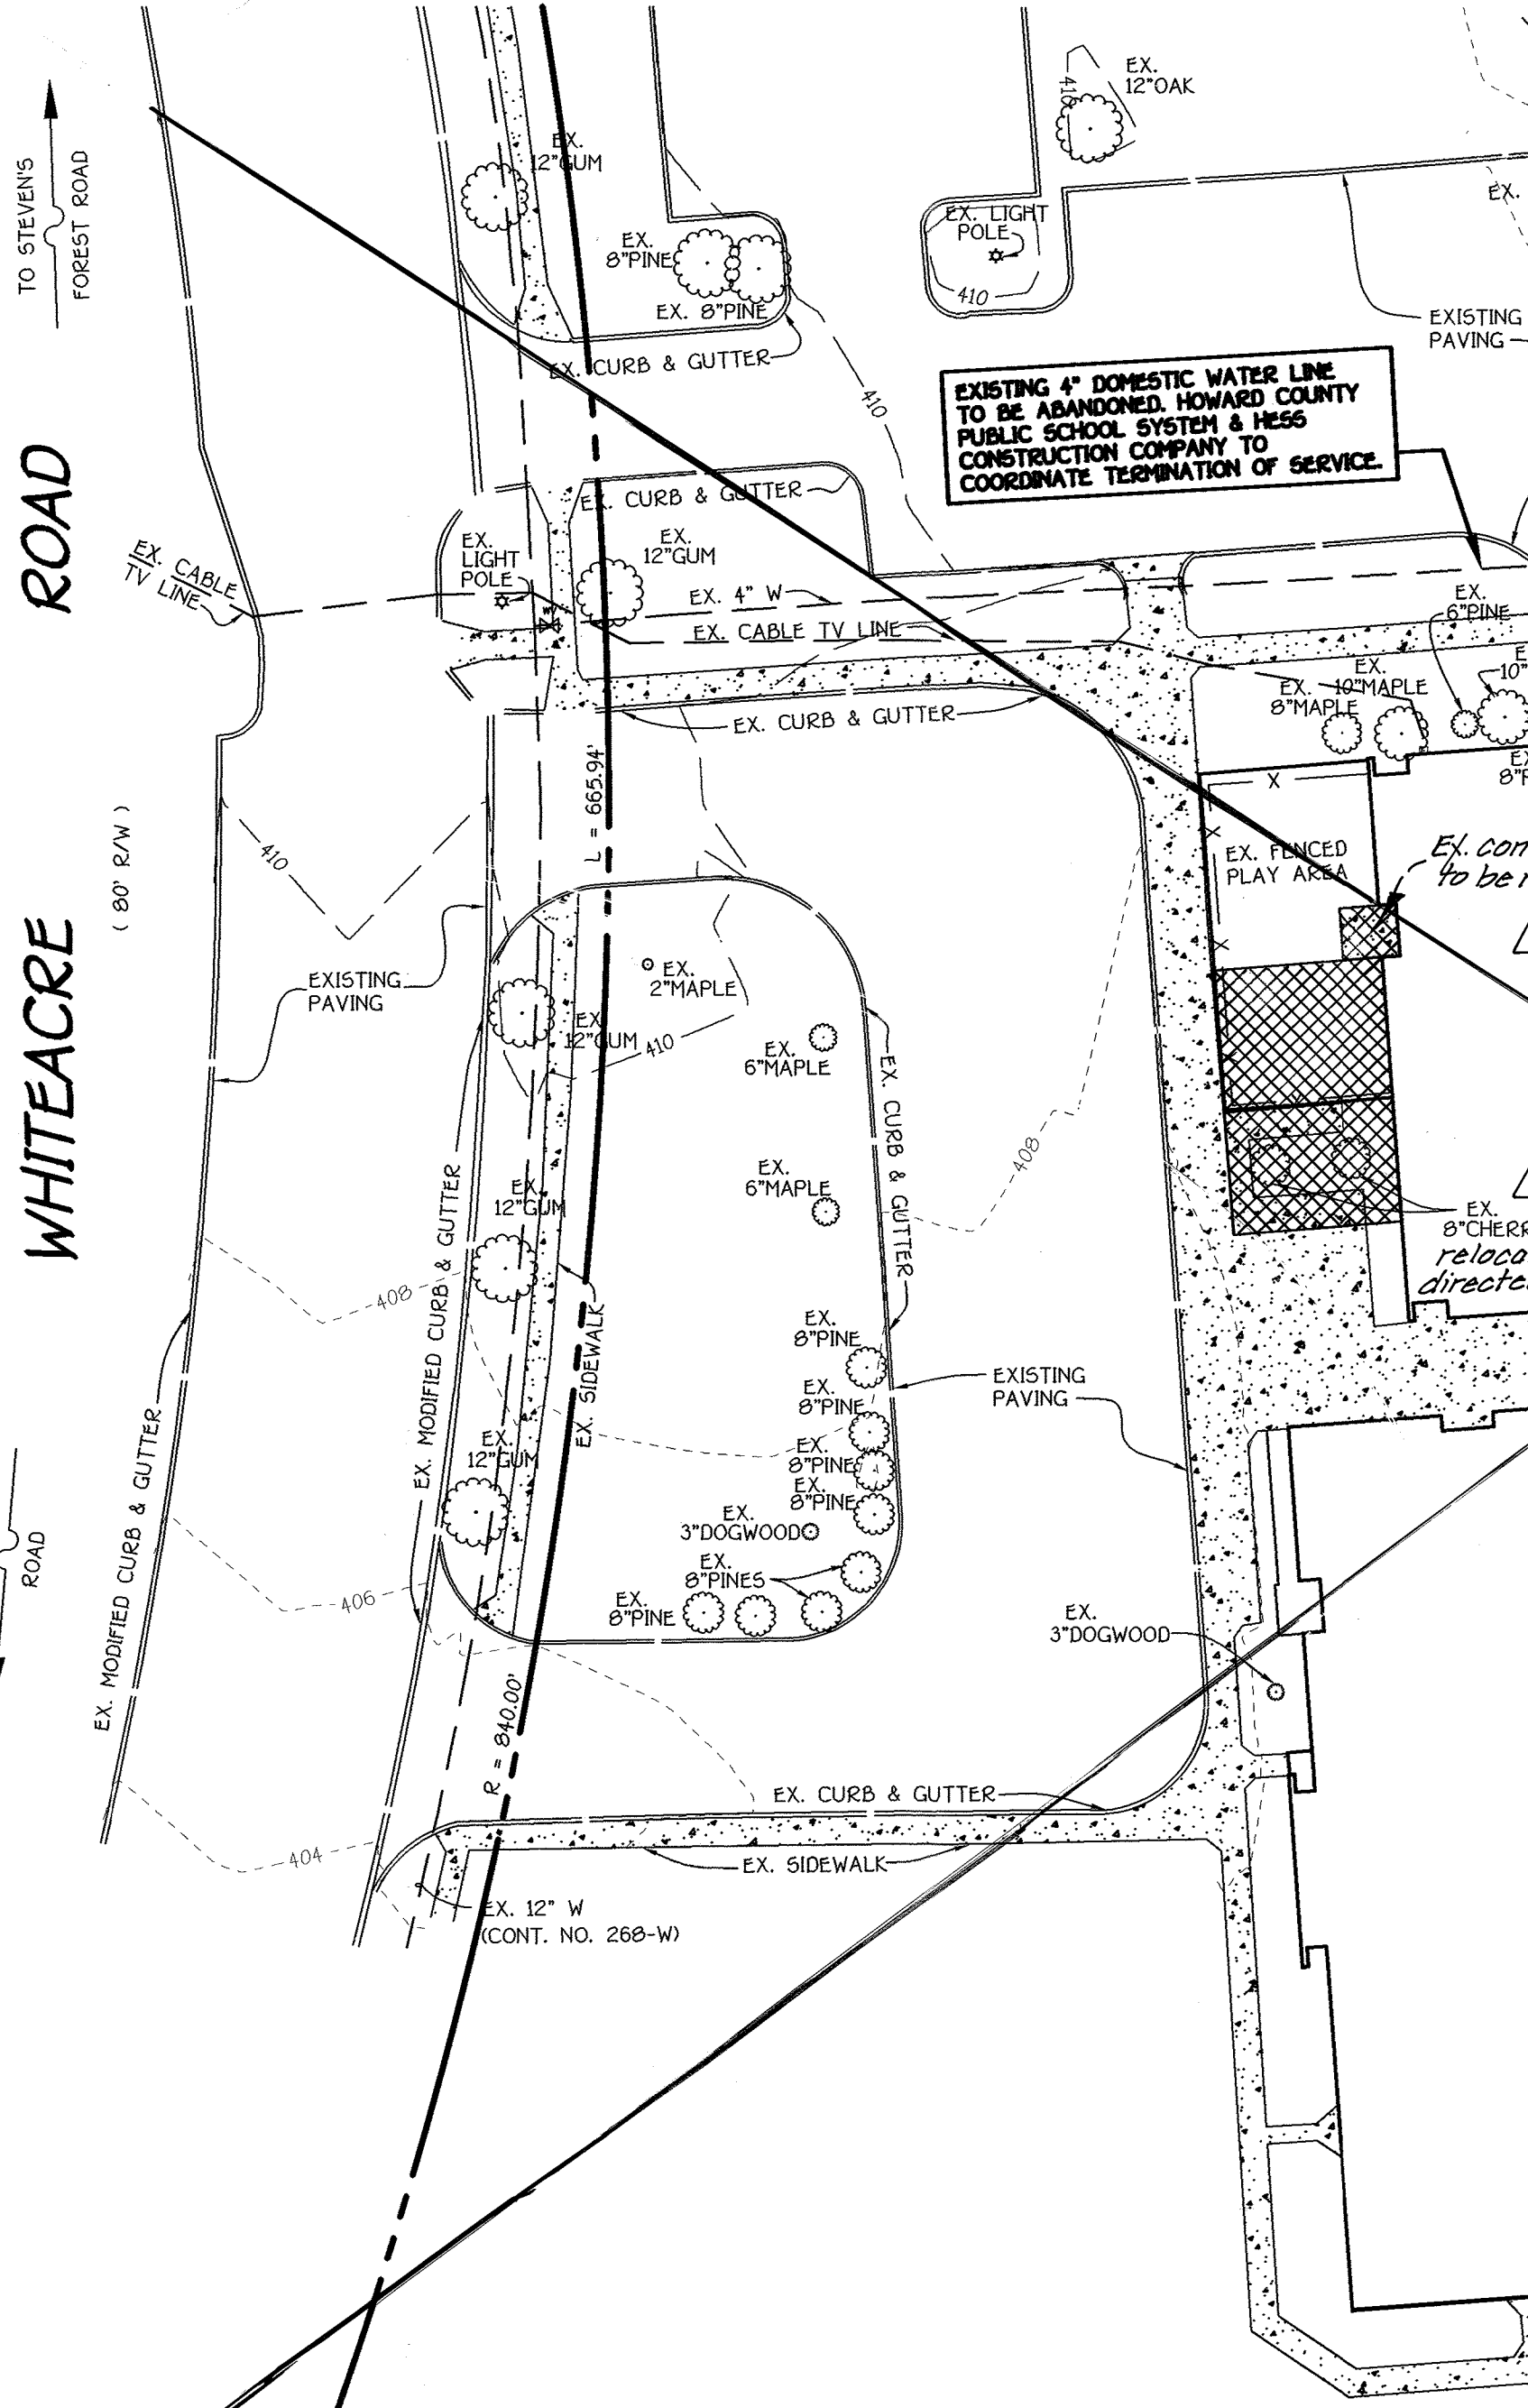 TO STEVEN'S
FOREST ROAD
ROAD
WHITEACRE
( 80' R/W )
ROAD
EX.
12"OAK
410
EX.
12"GUM
EX.
8"PINE
EX. 8"PINE
EX. LIGHT
POLE
410
EX.
EXISTING
PAVING
EX. CURB & GUTTER
410
EXISTING 4" DOMESTIC WATER LINE
TO BE ABANDONED. HOWARD COUNTY
PUBLIC SCHOOL SYSTEM & HESS
CONSTRUCTION COMPANY TO
COORDINATE TERMINATION OF SERVICE.
EX. CURB & GUTTER
EX.
LIGHT
POLE
EX.
12"GUM
EX. CABLE
TV LINE
W
EX. 4" W
EX. CABLE TV LINE
EX.
6"PINE
10"
EX.
10"MAPLE
EX.
8"MAPLE
EX. CURB & GUTTER
L = 665.94'
X
X
X
8"
EX. FENCED
PLAY AREA
Ex. con
to be r
410
EXISTING
PAVING
EX.
2"MAPLE
EX.
12"GUM
410
EX.
6"MAPLE
EX. CURB & GUTTER
408
EX.
6"MAPLE
EX.
12"GUM
EX. MODIFIED CURB & GUTTER
EX.
8"CHERR
reloca
directe
408
EX. SIDEWALK
EX.
8"PINE
EX.
8"PINE
EXISTING
PAVING
EX.
12"GUM
EX.
8"PINE
EX.
8"PINE
EX.
3"DOGWOOD
EX.
8"PINES
EX.
8"PINE
406
EX. MODIFIED CURB & GUTTER
EX.
3"DOGWOOD
R = 840.00'
EX. CURB & GUTTER
404
EX. SIDEWALK
EX. 12" W
(CONT. NO. 268-W)